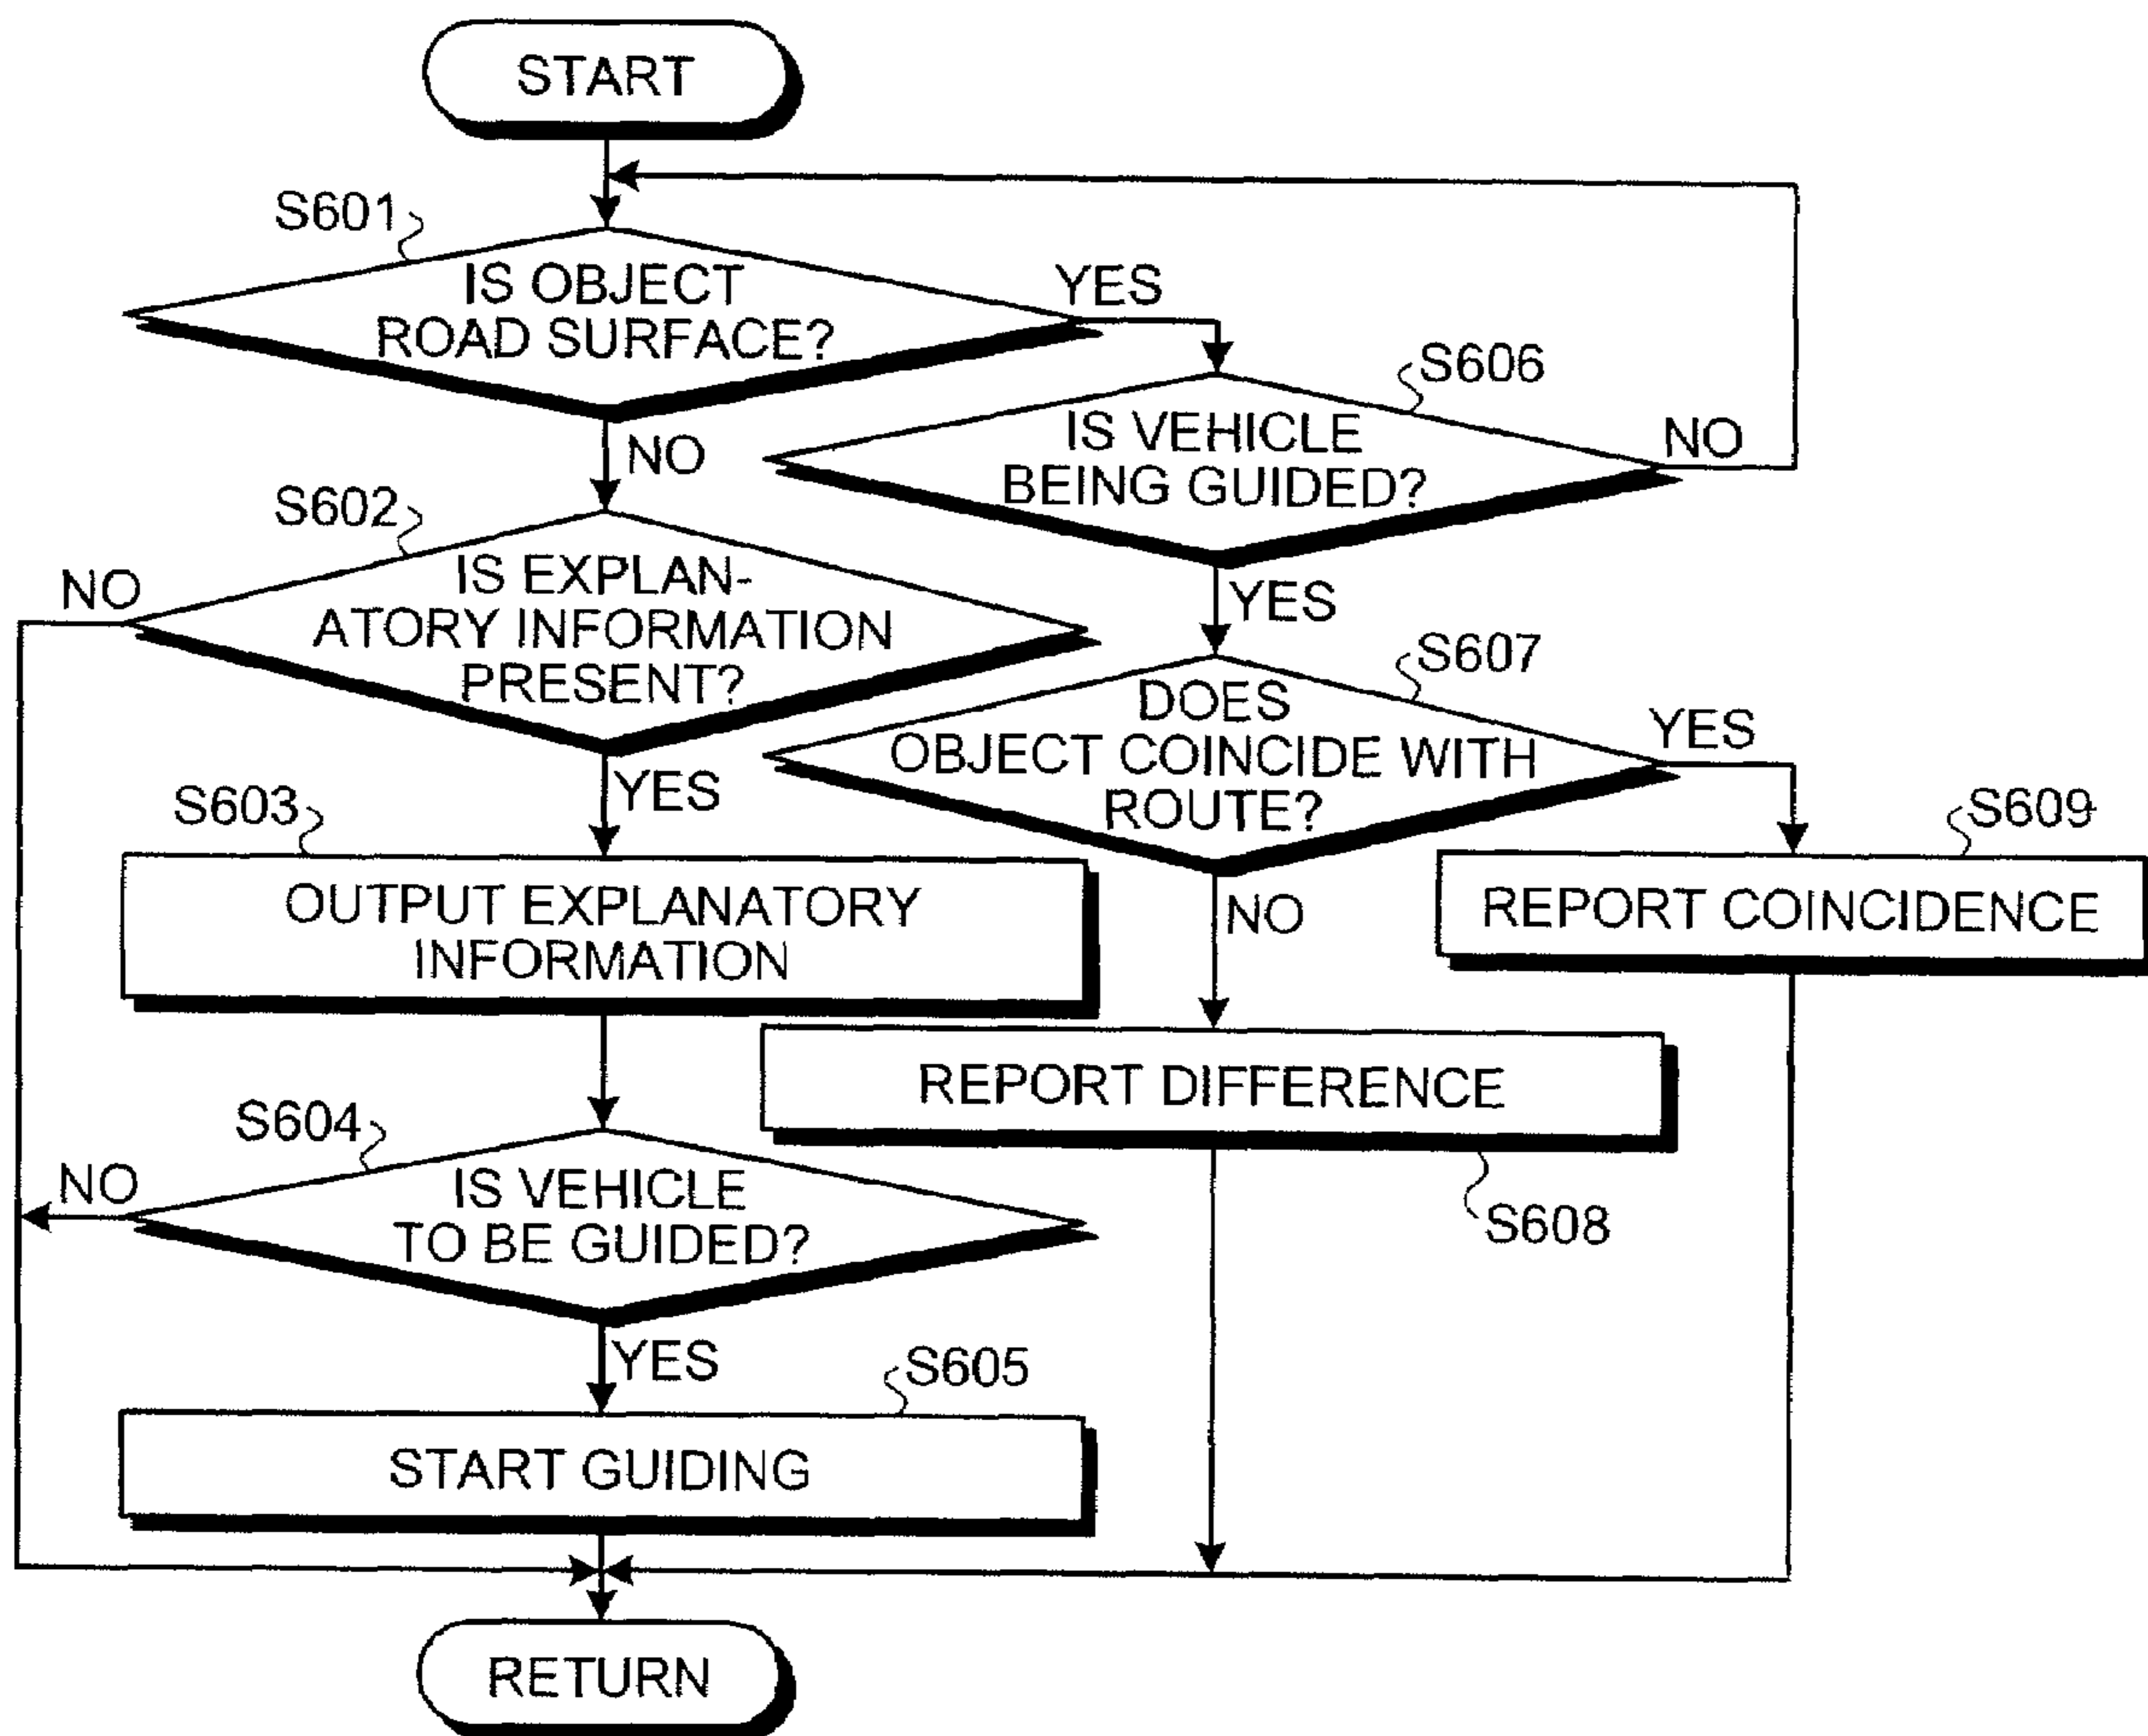 START
S601
IS OBJECT
ROAD SURFACE?
YES
NO
S606
IS VEHICLE
BEING GUIDED?
NO
YES
S602
IS EXPLAN-
ATORY INFORMATION
PRESENT?
NO
YES
S607
DOES
OBJECT COINCIDE WITH
ROUTE?
YES
NO
S603
OUTPUT EXPLANATORY
INFORMATION
S609
REPORT COINCIDENCE
REPORT DIFFERENCE
S608
S604
IS VEHICLE
TO BE GUIDED?
NO
YES
S605
START GUIDING
RETURN